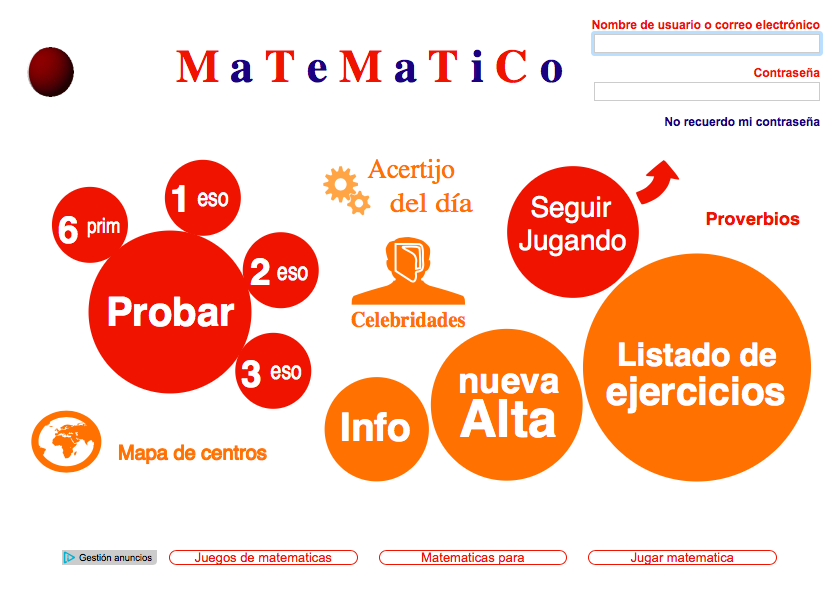 Nombre de usuario o correo electrónico
MaTeMaTiCo
Contraseña
No recuerdo mi contraseña
1 eso
6 prim
2 eso
Probar
3 eso
Acertijo
del día
Celebridades
Seguir
Jugando
Proverbios
Listado de
ejercicios
nueva
Alta
Info
Mapa de centros
Gestión anuncios
Juegos de matematicas
Matematicas para
Jugar matematica